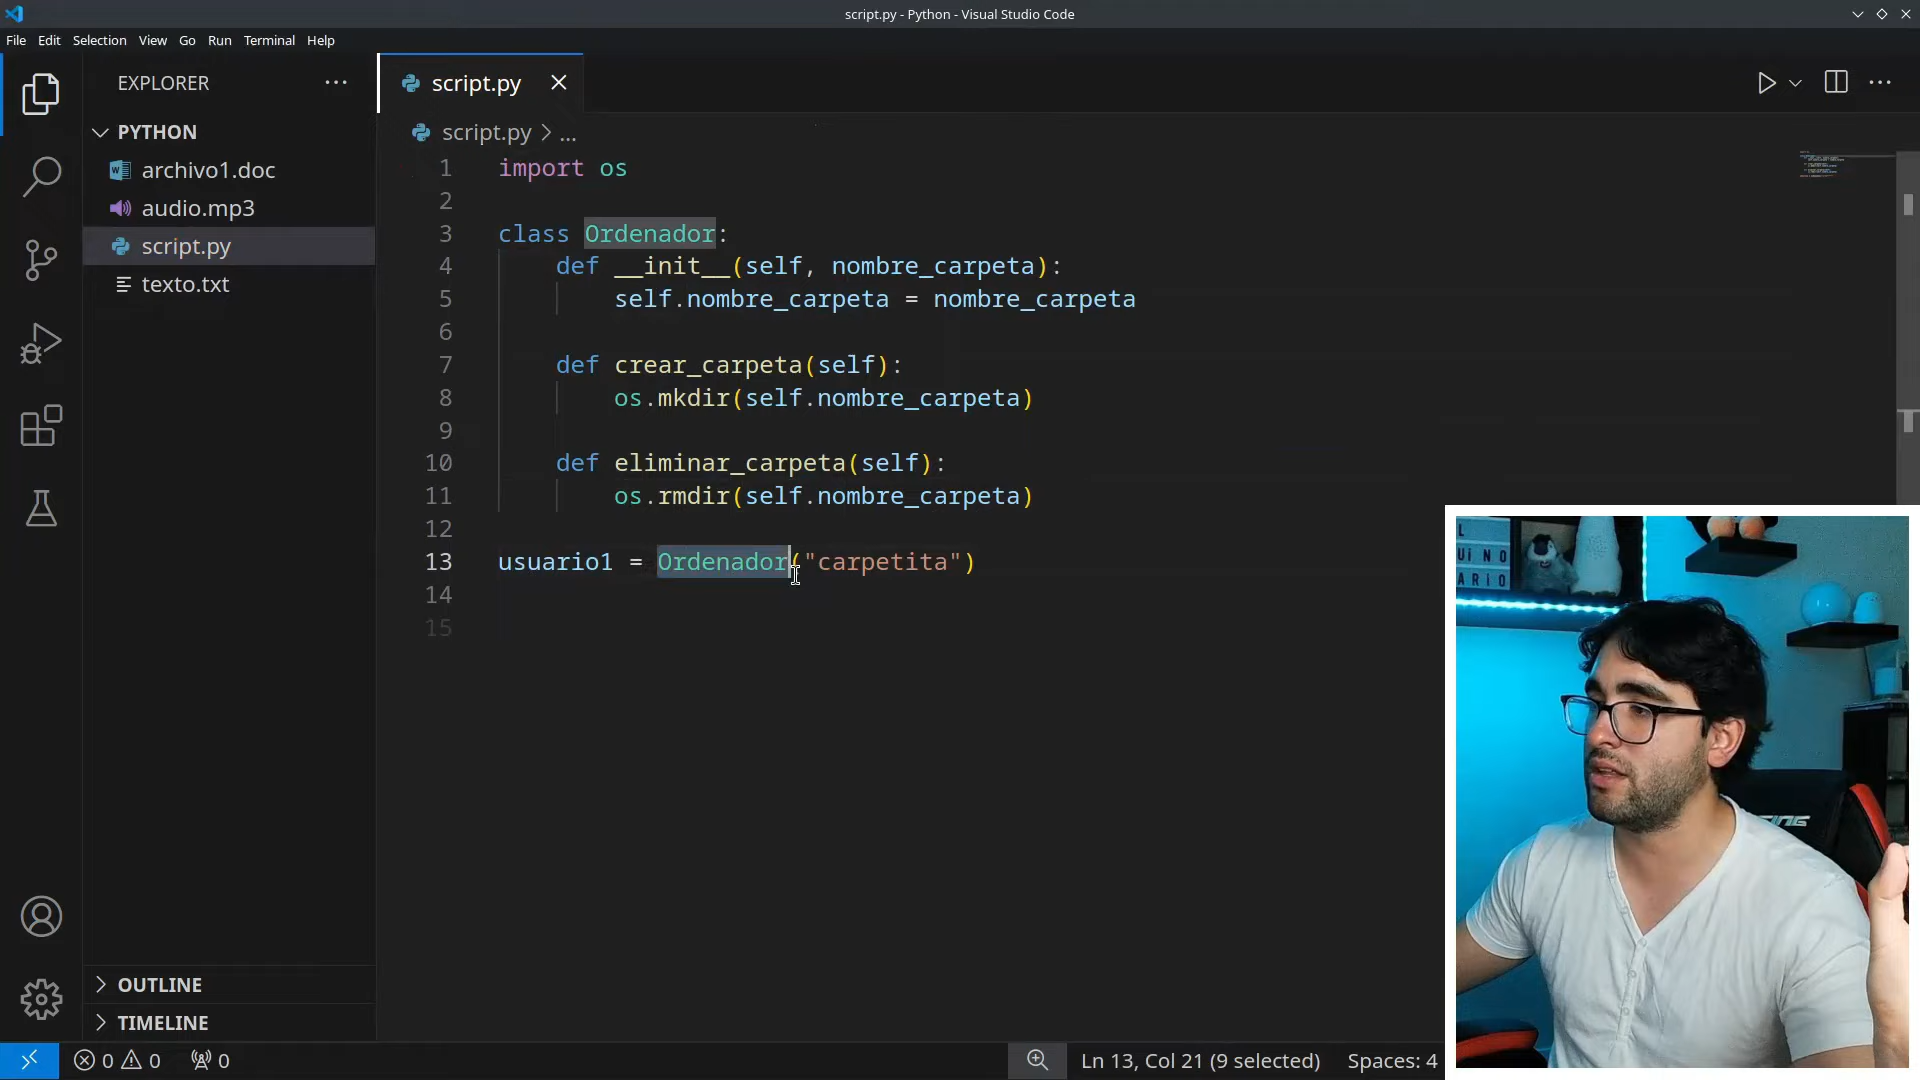 script.py - Python - Visual Studio Code
File Edit Selection View Go Run Terminal Help
EXPLORER
PYTHON
archivo1.doc
audio.mp3
script.py
texto.txt
OUTLINE
TIMELINE
script.py
script.py > ...
1 import os
2
3 class Ordenador:
4 def __init__(self, nombre_carpeta):
5 self.nombre_carpeta = nombre_carpeta
6
7 def crear_carpeta(self):
8 os.mkdir(self.nombre_carpeta)
9
10 def eliminar_carpeta(self):
11 os.rmdir(self.nombre_carpeta)
12
13 usuario1 = Ordenador("carpetita")
14
15
0 0 0
Ln 13, Col 21 (9 selected) Spaces: 4